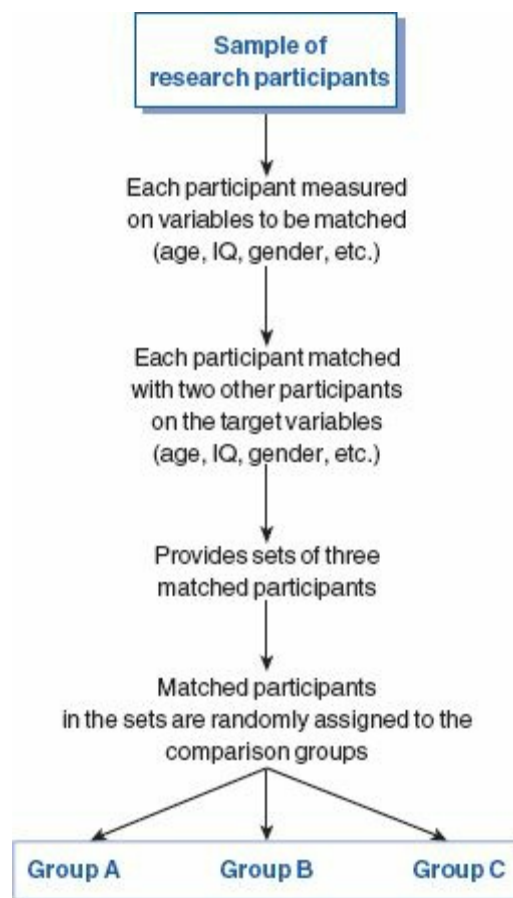 Sample of
research participants
Each participant measured
on variables to be matched
(age, IQ, gender, etc.)
Each participant matched
with two other participants
on the target variables
(age, IQ, gender, etc.)
Provides sets of three
matched participants
Matched participants
in the sets are randomly assigned to the
comparison groups
Group A Group B Group C